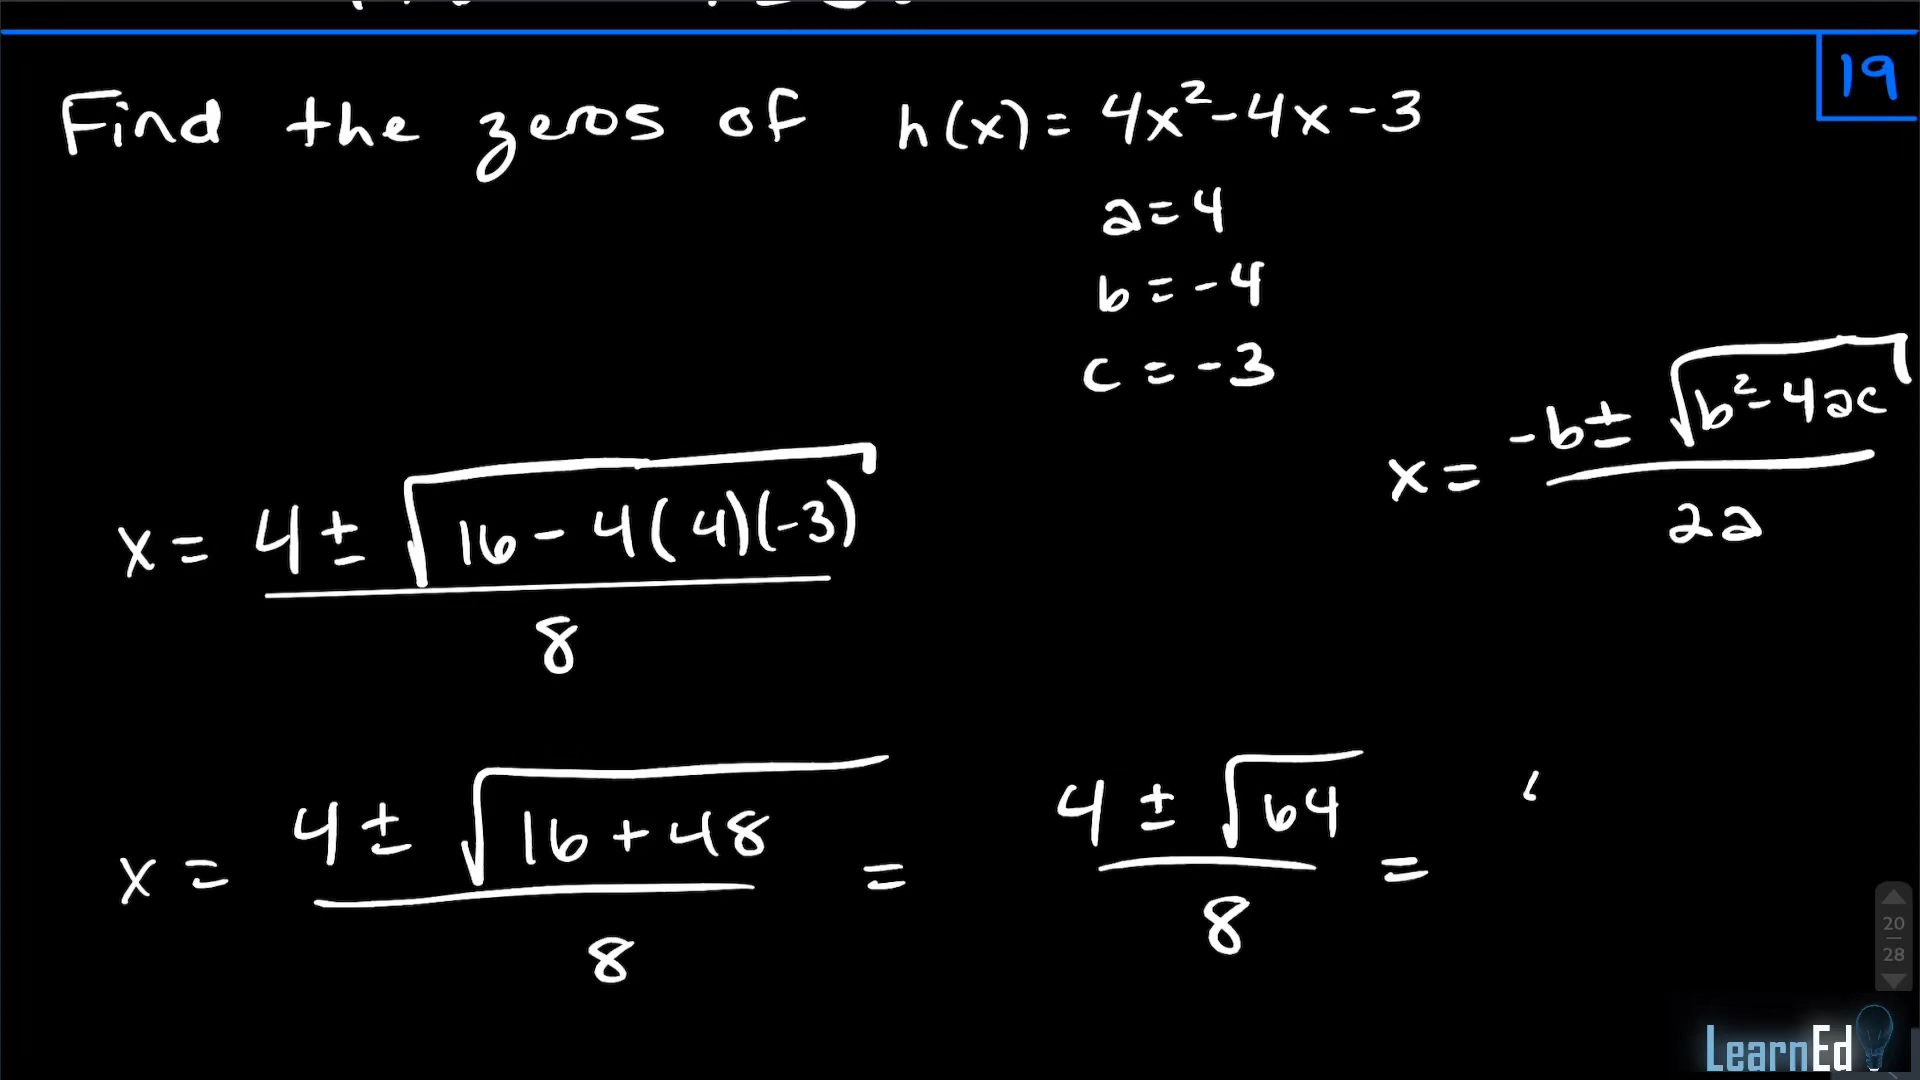 19
Find the zeros of h(x) = 4x² - 4x - 3
a = 4
b = -4
c = -3
x = (-b ± √(b² - 4ac)) / 2a
x = (4 ± √(16 - 4(4)(-3))) / 8
x = (4 ± √(16 + 48)) / 8 = (4 ± √64) / 8 =
20
28
LearnEd